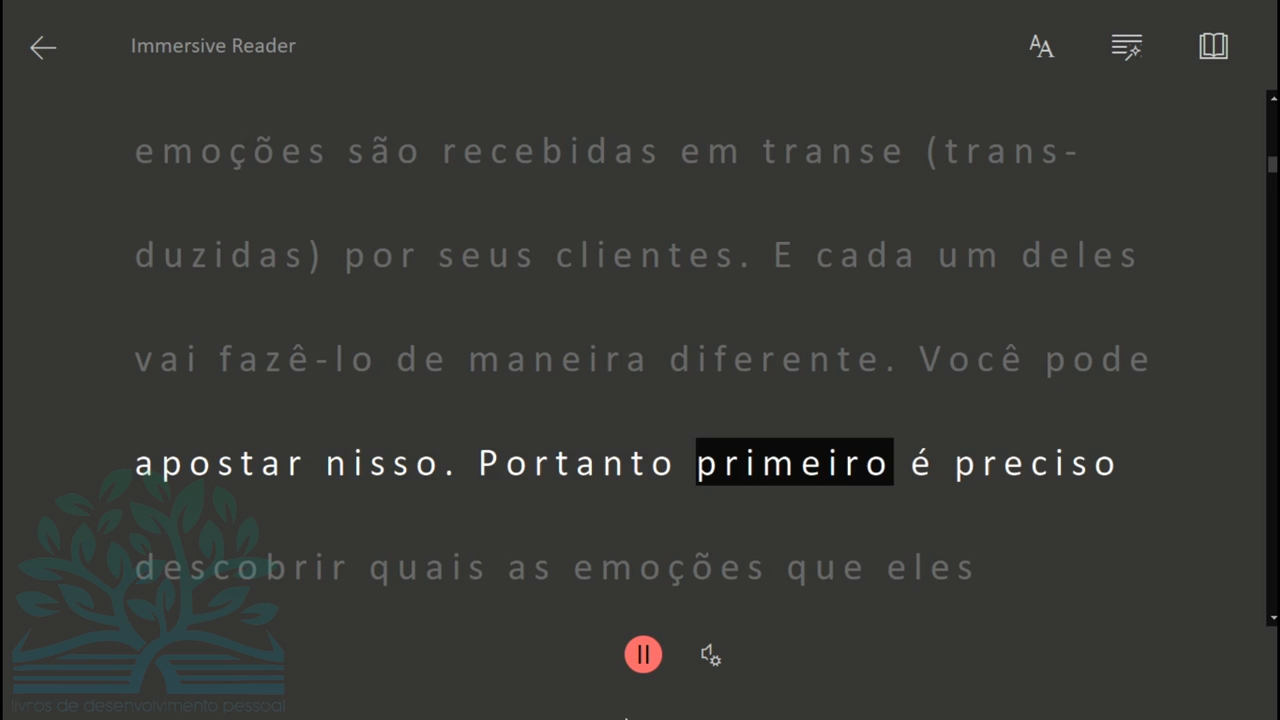 Immersive Reader
emoções são recebidas em transe (trans-
duzidas) por seus clientes. E cada um deles
vai fazê-lo de maneira diferente. Você pode
apostar nisso. Portanto primeiro é preciso
descobrir quais as emoções que eles
livros de desenvolvimento pessoal